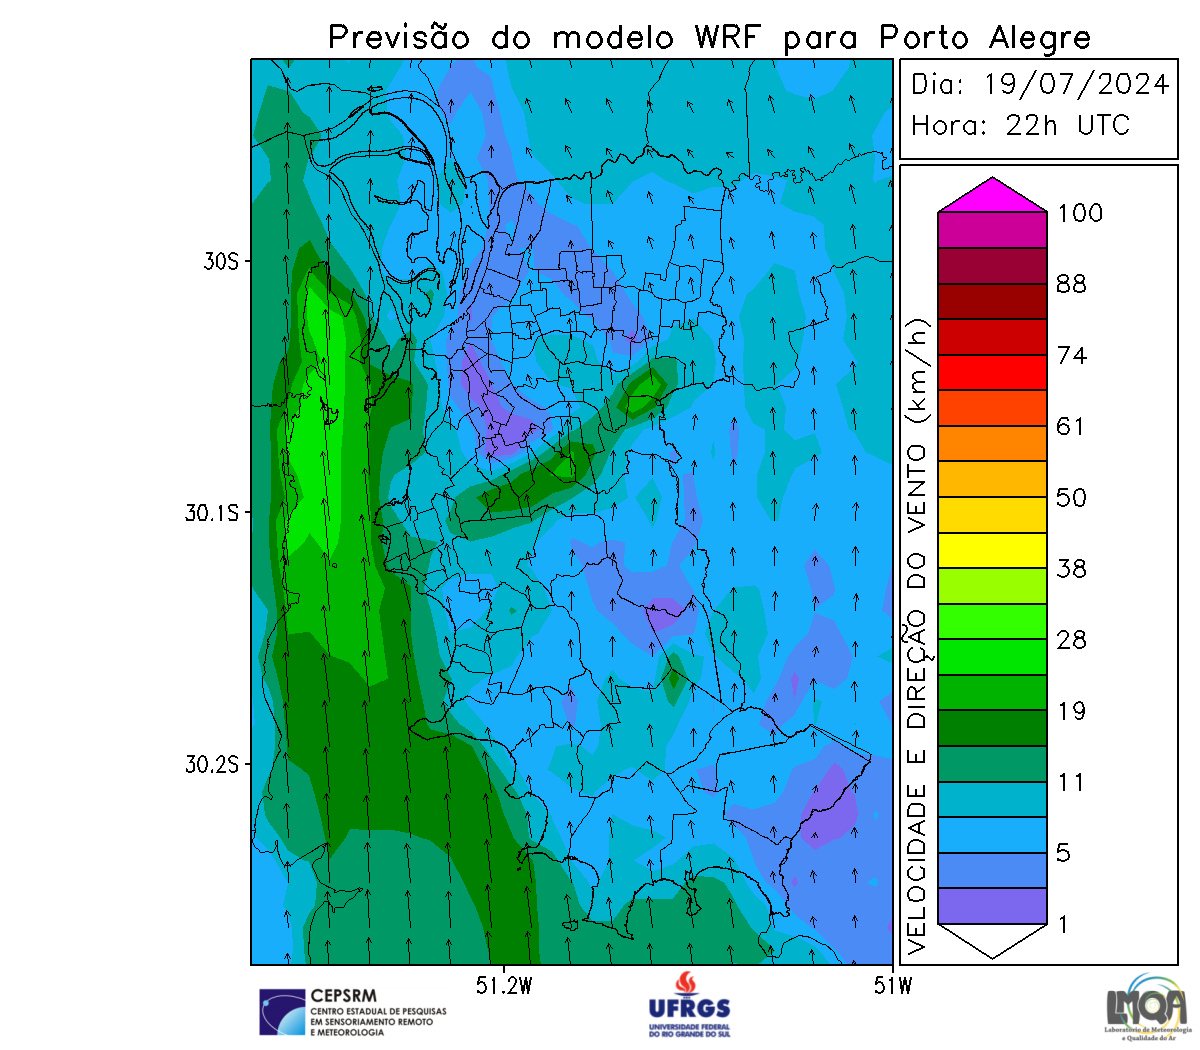 Previsão do modelo WRF para Porto Alegre
Dia: 19/07/2024
Hora: 22h UTC
100
88
74
61
50
38
28
19
11
5
1
VELOCIDADE E DIREÇÃO DO VENTO (km/h)
30S
30.1S
30.2S
51.2W
51W
CEPSRM
CENTRO ESTADUAL DE PESQUISAS
EM SENSORIAMENTO REMOTO
E METEOROLOGIA
UFRGS
UNIVERSIDADE FEDERAL
DO RIO GRANDE DO SUL
LMQA
Laboratório de Meteorologia
e Qualidade do Ar